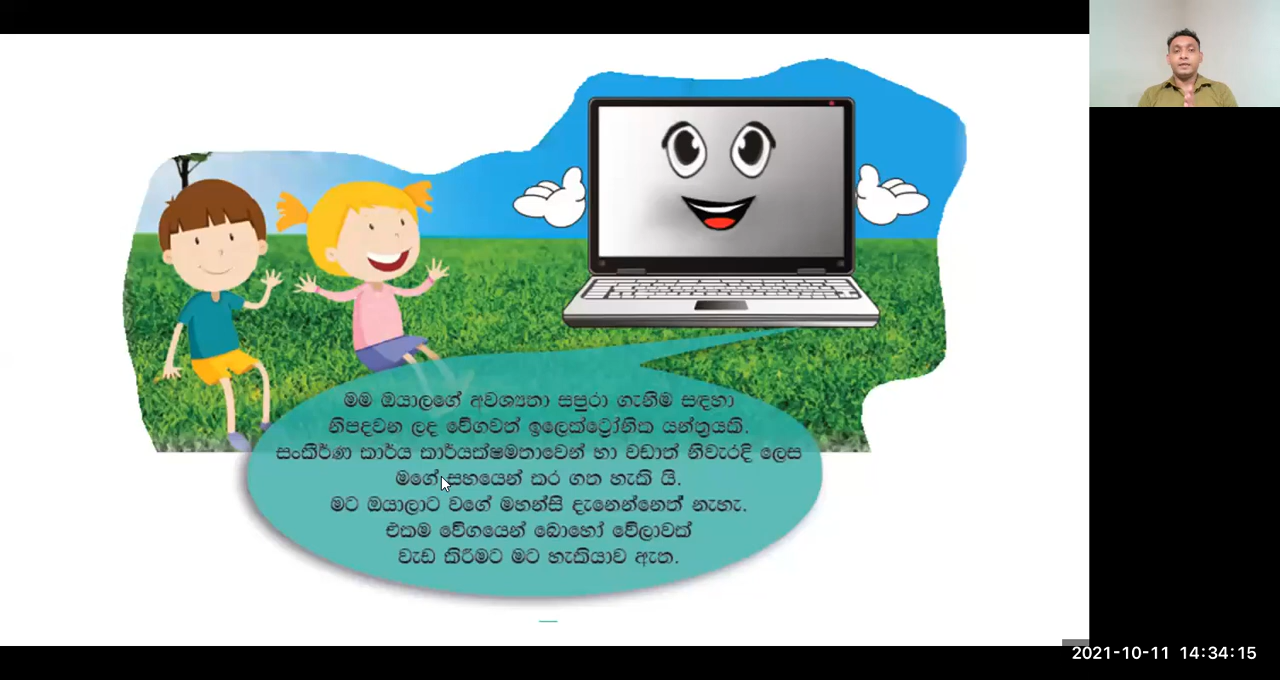 මම ඔයාලගේ අවශ්‍යතා සපුරා ගැනීම සඳහා
නිපදවන ලද වේගවත් ඉලෙක්ට්‍රෝනික යන්ත්‍රයකි.
සංකීර්ණ කාර්ය කාර්යක්ෂමතාවෙන් හා වඩාත් නිවැරදි ලෙස
මගේ සහයෙන් කර ගත හැකි යි.
මට ඔයාලාට වගේ මහන්සි දැනෙන්නෙත් නැහැ.
එකම වේගයෙන් බොහෝ වේලාවක්
වැඩ කිරීමට මට හැකියාව ඇත.
2021-10-11 14:34:15